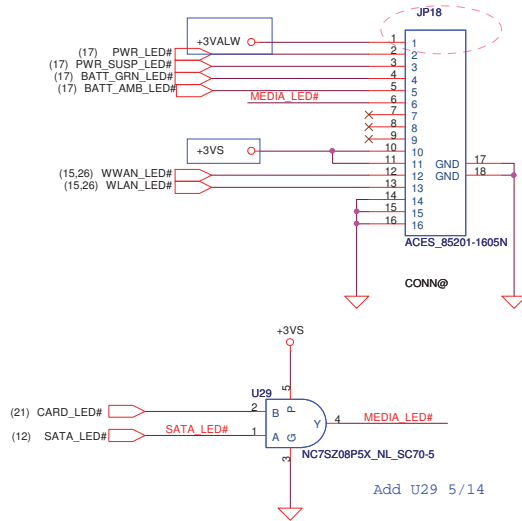 JP18
+3VALW 1 1
(17) PWR_LED# 2 2
(17) PWR_SUSP_LED# 3 3
(17) BATT_GRN_LED# 4 4
(17) BATT_AMB_LED# 5 5
MEDIA_LED# 6 6
7 7
8 8
9 9
+3VS 10 10
11 11 GND 17
(15,26) WWAN_LED# 12 12 GND 18
(15,26) WLAN_LED# 13 13
14 14
15 15
16 16
ACES_85201-1605N
CONN@
+3VS
U29 5
(21) CARD_LED# 2 B P
Y 4 MEDIA_LED#
(12) SATA_LED# SATA_LED# 1 A G
3 NC7SZ08P5X_NL_SC70-5
Add U29 5/14